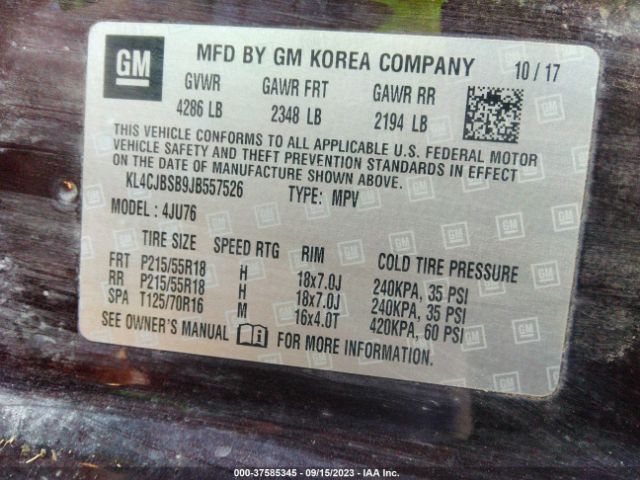 GM MFD BY GM KOREA COMPANY 10 / 17
GVWR GAWR FRT GAWR RR
4286 LB 2348 LB 2194 LB
THIS VEHICLE CONFORMS TO ALL APPLICABLE U.S. FEDERAL MOTOR
VEHICLE SAFETY AND THEFT PREVENTION STANDARDS IN EFFECT
ON THE DATE OF MANUFACTURE SHOWN ABOVE.
KL4CJBSB9JB557526 TYPE: MPV
MODEL : 4JU76
TIRE SIZE SPEED RTG RIM COLD TIRE PRESSURE
FRT P215/55R18 H 18x7.0J 240KPA, 35 PSI
RR P215/55R18 H 18x7.0J 240KPA, 35 PSI
SPA T125/70R16 M 16x4.0T 420KPA, 60 PSI
SEE OWNER'S MANUAL FOR MORE INFORMATION.
000-37585345 - 09/15/2023 - IAA Inc.